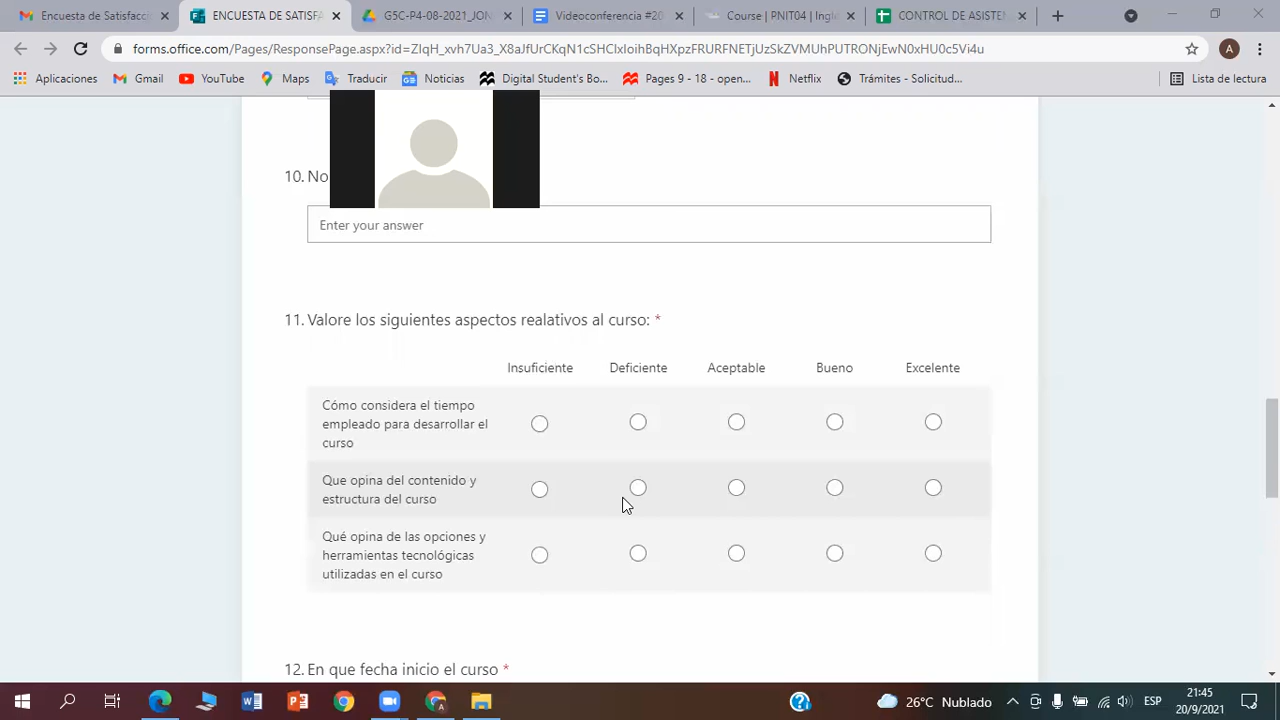 Encuesta de Satisfacc
ENCUESTA DE SATISFA
G5C-P4-08-2021_JON
Videoconferencia #20
Course | PNIT04 | Ingl
CONTROL DE ASISTE
forms.office.com/Pages/ResponsePage.aspx?id=ZIqH_xvh7Ua3_X8aJfUrCKqN1cSHClxIoihBqHXpzFRURFNETjUzSkZVMUhPUTRONjEwN0xHU0c5Vi4u
A
Aplicaciones
Gmail
YouTube
Maps
Traducir
Noticias
Digital Student's Bo...
Pages 9 - 18 - open...
Netflix
Trámites - Solicitud...
Lista de lectura
10. No
Enter your answer
11. Valore los siguientes aspectos realativos al curso: *
Insuficiente Deficiente Aceptable Bueno Excelente
Cómo considera el tiempo
empleado para desarrollar el
curso
Que opina del contenido y
estructura del curso
Qué opina de las opciones y
herramientas tecnológicas
utilizadas en el curso
12. En que fecha inicio el curso *
26°C Nublado
ESP
21:45
20/9/2021